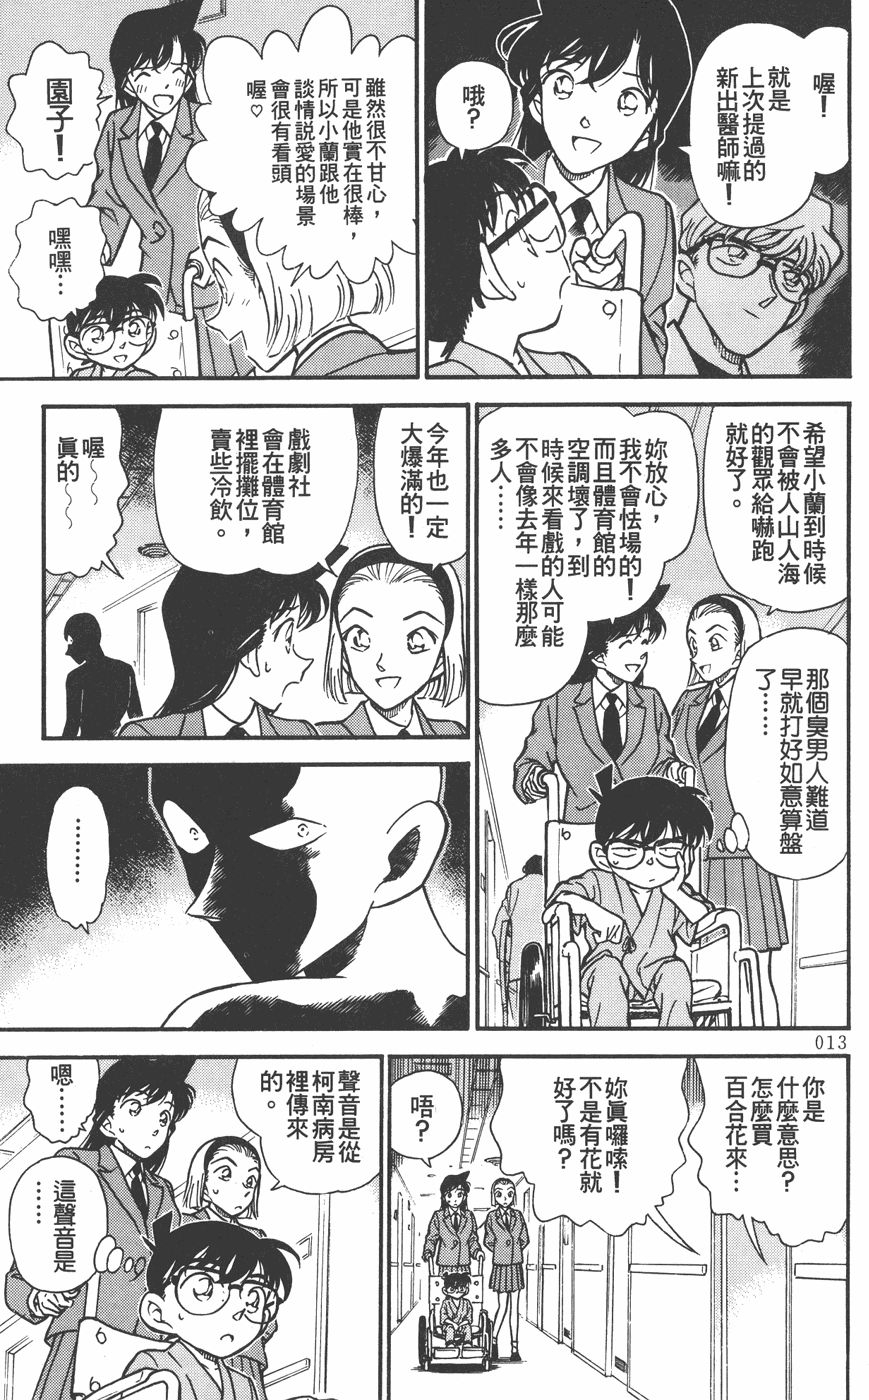 喔！
就是
上次提過的
新出醫師嘛！
哦？
雖然很不甘心，
可是他實在很棒，
所以小蘭跟他
談情說愛的場景
會很有看頭
喔♡
園子！
嘿嘿…
希望小蘭到時候
不會被人山人海
的觀眾給嚇跑
就好了。
妳放心，
我不會怯場的！
而且體育館的
空調壞了，到
時候來看戲的人可能
不會像去年一樣那麼
多人……
那個臭男人難道
早就打好如意算盤
了……
今年也一定
大爆滿的！
戲劇社
會在體育館
裡擺攤位，
賣些冷飲。
喔～～
真的～～
………
013
你是
什麼意思？
怎麼買
百合花來…
妳真囉嗦！
不是有花就
好了嗎？
唔？
聲音是從
柯南病房
裡傳來
的。
嗯……
這聲音是
……